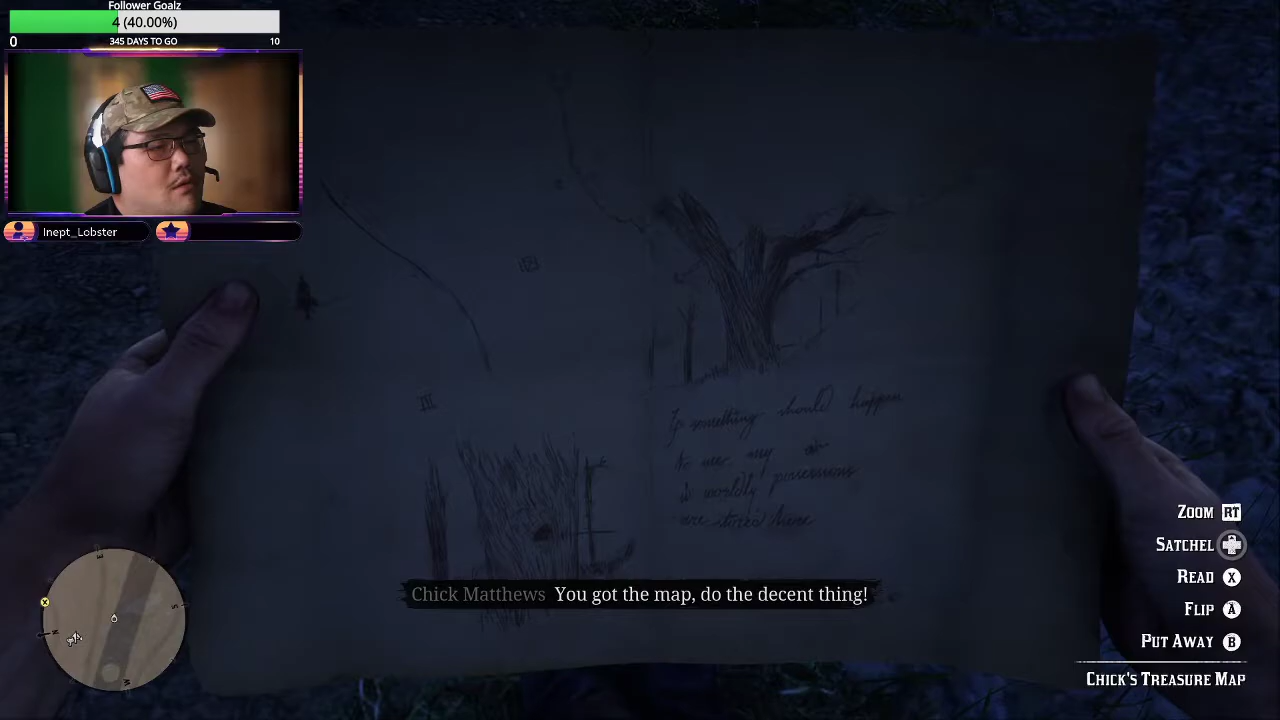 Follower Goalz
4 (40.00%)
0 345 DAYS TO GO 10
Inept_Lobster
III
If something should happen
to me my
worldly possessions
are stored here
Chick Matthews You got the map, do the decent thing!
ZOOM RT
SATCHEL
READ X
FLIP A
PUT AWAY B
CHICK'S TREASURE MAP